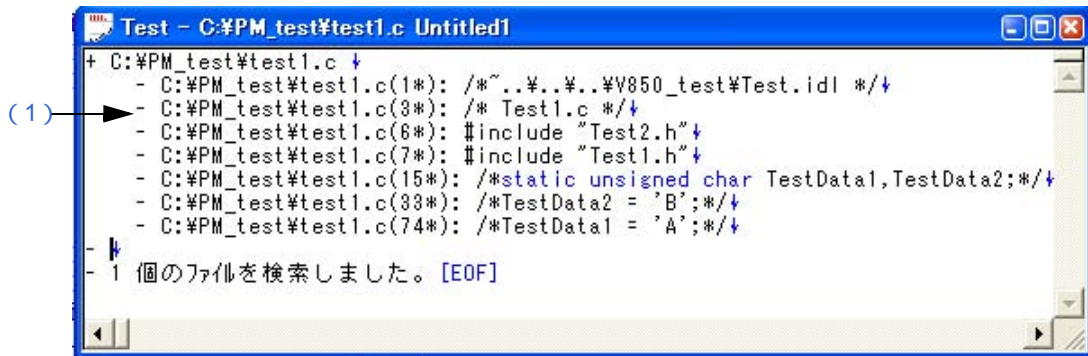 Test - C:¥PM_test¥test1.c Untitled1
+ C:¥PM_test¥test1.c ↓
- C:¥PM_test¥test1.c(1*): /*~..¥..¥..¥V850_test¥Test.idl */↓
(1)
- C:¥PM_test¥test1.c(3*): /* Test1.c */↓
- C:¥PM_test¥test1.c(6*): #include "Test2.h"↓
- C:¥PM_test¥test1.c(7*): #include "Test1.h"↓
- C:¥PM_test¥test1.c(15*): /*static unsigned char TestData1,TestData2;*/↓
- C:¥PM_test¥test1.c(33*): /*TestData2 = 'B';*/↓
- C:¥PM_test¥test1.c(74*): /*TestData1 = 'A';*/↓
- ↓
- 1 個のファイルを検索しました。[EOF]